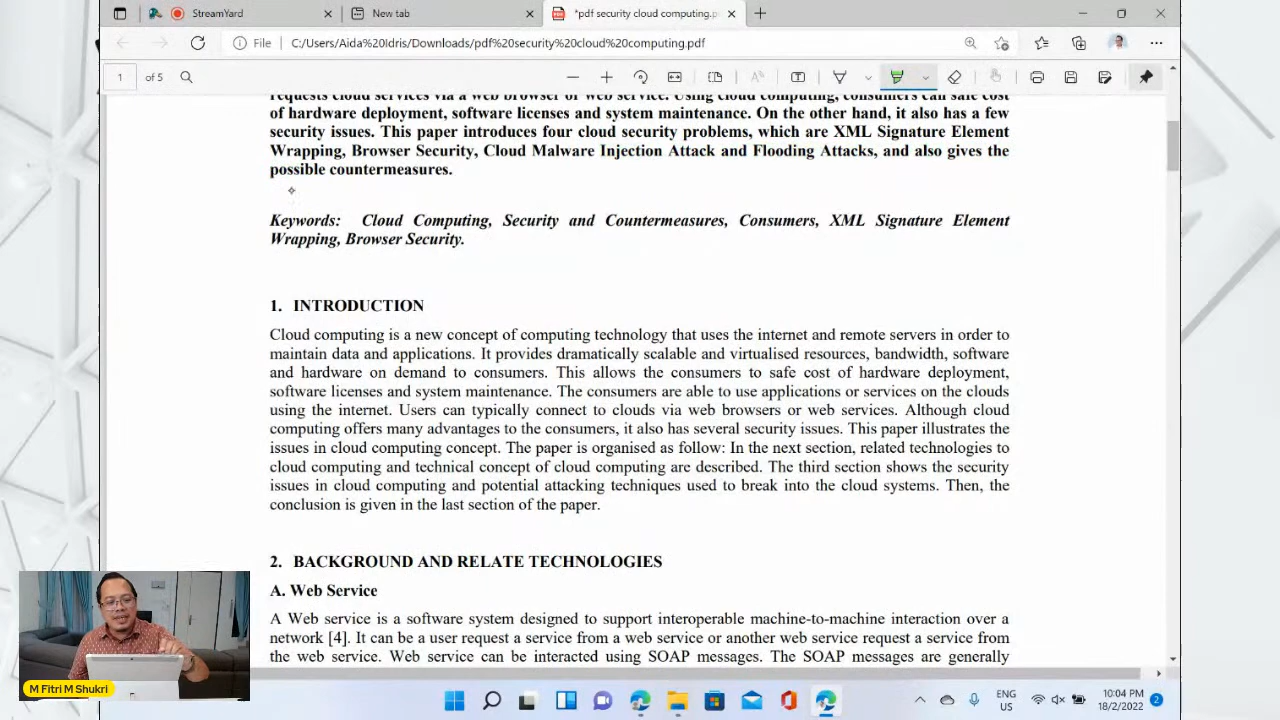 StreamYard
New tab
*pdf security cloud computing.p
File
C:/Users/Aida%20Idris/Downloads/pdf%20security%20cloud%20computing.pdf
1 of 5
requests cloud services via a web browser or web service. Using cloud computing, consumers can safe cost
of hardware deployment, software licenses and system maintenance. On the other hand, it also has a few
security issues. This paper introduces four cloud security problems, which are XML Signature Element
Wrapping, Browser Security, Cloud Malware Injection Attack and Flooding Attacks, and also gives the
possible countermeasures.
Keywords: Cloud Computing, Security and Countermeasures, Consumers, XML Signature Element
Wrapping, Browser Security.
1. INTRODUCTION
Cloud computing is a new concept of computing technology that uses the internet and remote servers in order to
maintain data and applications. It provides dramatically scalable and virtualised resources, bandwidth, software
and hardware on demand to consumers. This allows the consumers to safe cost of hardware deployment,
software licenses and system maintenance. The consumers are able to use applications or services on the clouds
using the internet. Users can typically connect to clouds via web browsers or web services. Although cloud
computing offers many advantages to the consumers, it also has several security issues. This paper illustrates the
issues in cloud computing concept. The paper is organised as follow: In the next section, related technologies to
cloud computing and technical concept of cloud computing are described. The third section shows the security
issues in cloud computing and potential attacking techniques used to break into the cloud systems. Then, the
conclusion is given in the last section of the paper.
2. BACKGROUND AND RELATE TECHNOLOGIES
A. Web Service
A Web service is a software system designed to support interoperable machine-to-machine interaction over a
network [4]. It can be a user request a service from a web service or another web service request a service from
the web service. Web service can be interacted using SOAP messages. The SOAP messages are generally
M Fitri M Shukri
ENG
US
10:04 PM
18/2/2022
2